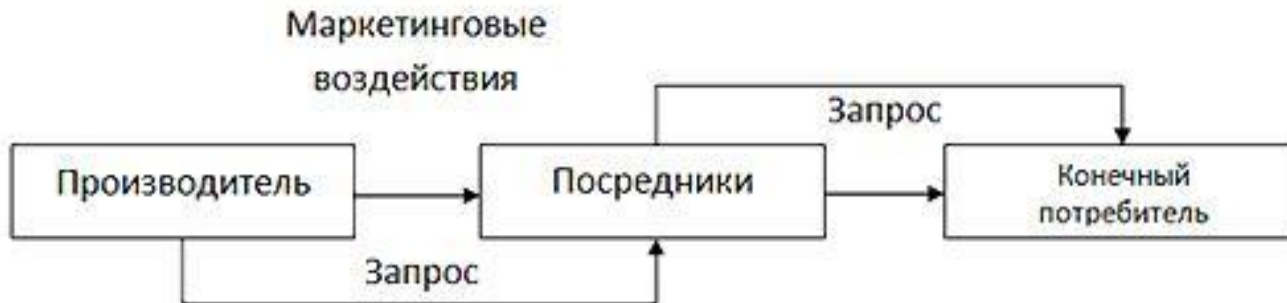 Маркетинговые
воздействия
Запрос
Производитель
Посредники
Конечный
потребитель
Запрос